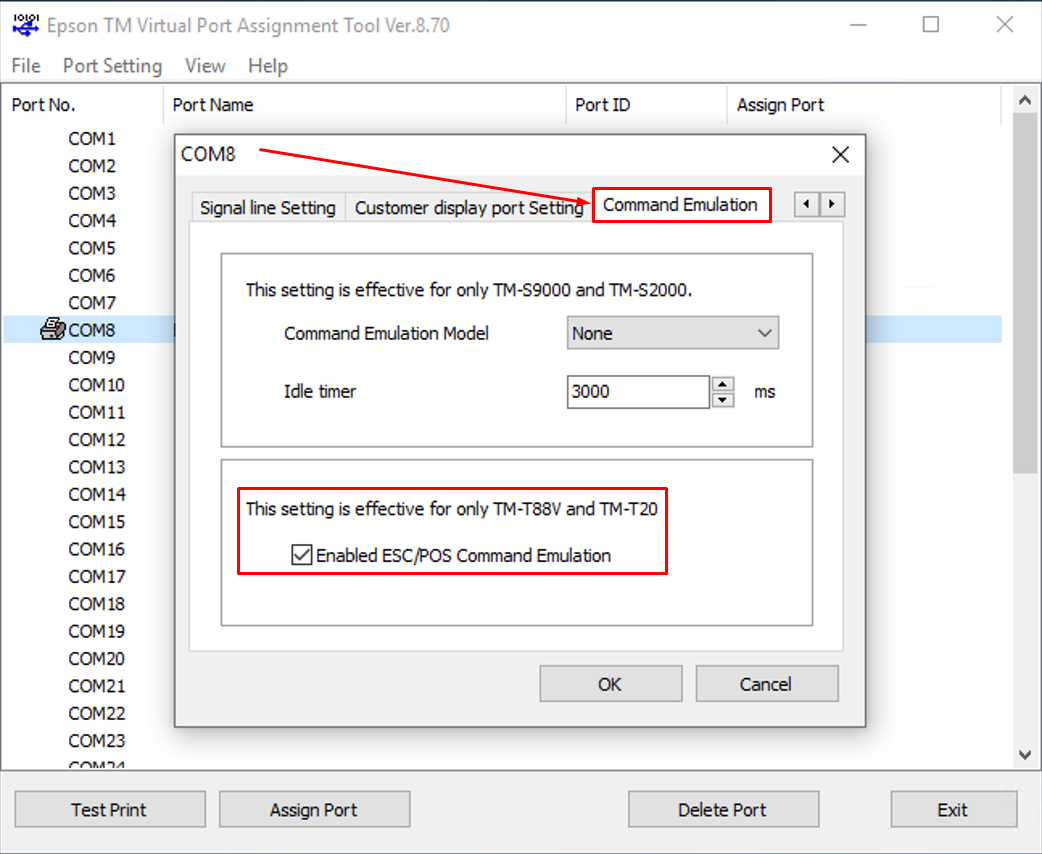 10101
Epson TM Virtual Port Assignment Tool Ver.8.70
File Port Setting View Help
Port No. Port Name Port ID Assign Port
COM1
COM2
COM3
COM4
COM5
COM6
COM7
COM8
COM9
COM10
COM11
COM12
COM13
COM14
COM15
COM16
COM17
COM18
COM19
COM20
COM21
COM22
COM23
COM24
COM8
Signal line Setting Customer display port Setting Command Emulation
This setting is effective for only TM-S9000 and TM-S2000.
Command Emulation Model None
Idle timer 3000 ms
This setting is effective for only TM-T88V and TM-T20
Enabled ESC/POS Command Emulation
OK Cancel
Test Print Assign Port Delete Port Exit